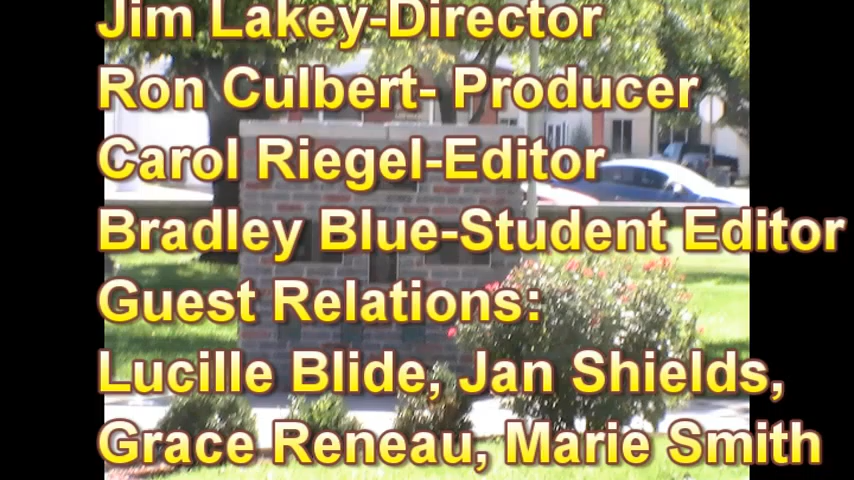 Jim Lakey-Director
Ron Culbert- Producer
Carol Riegel-Editor
Bradley Blue-Student Editor
Guest Relations:
Lucille Blide, Jan Shields,
Grace Reneau, Marie Smith